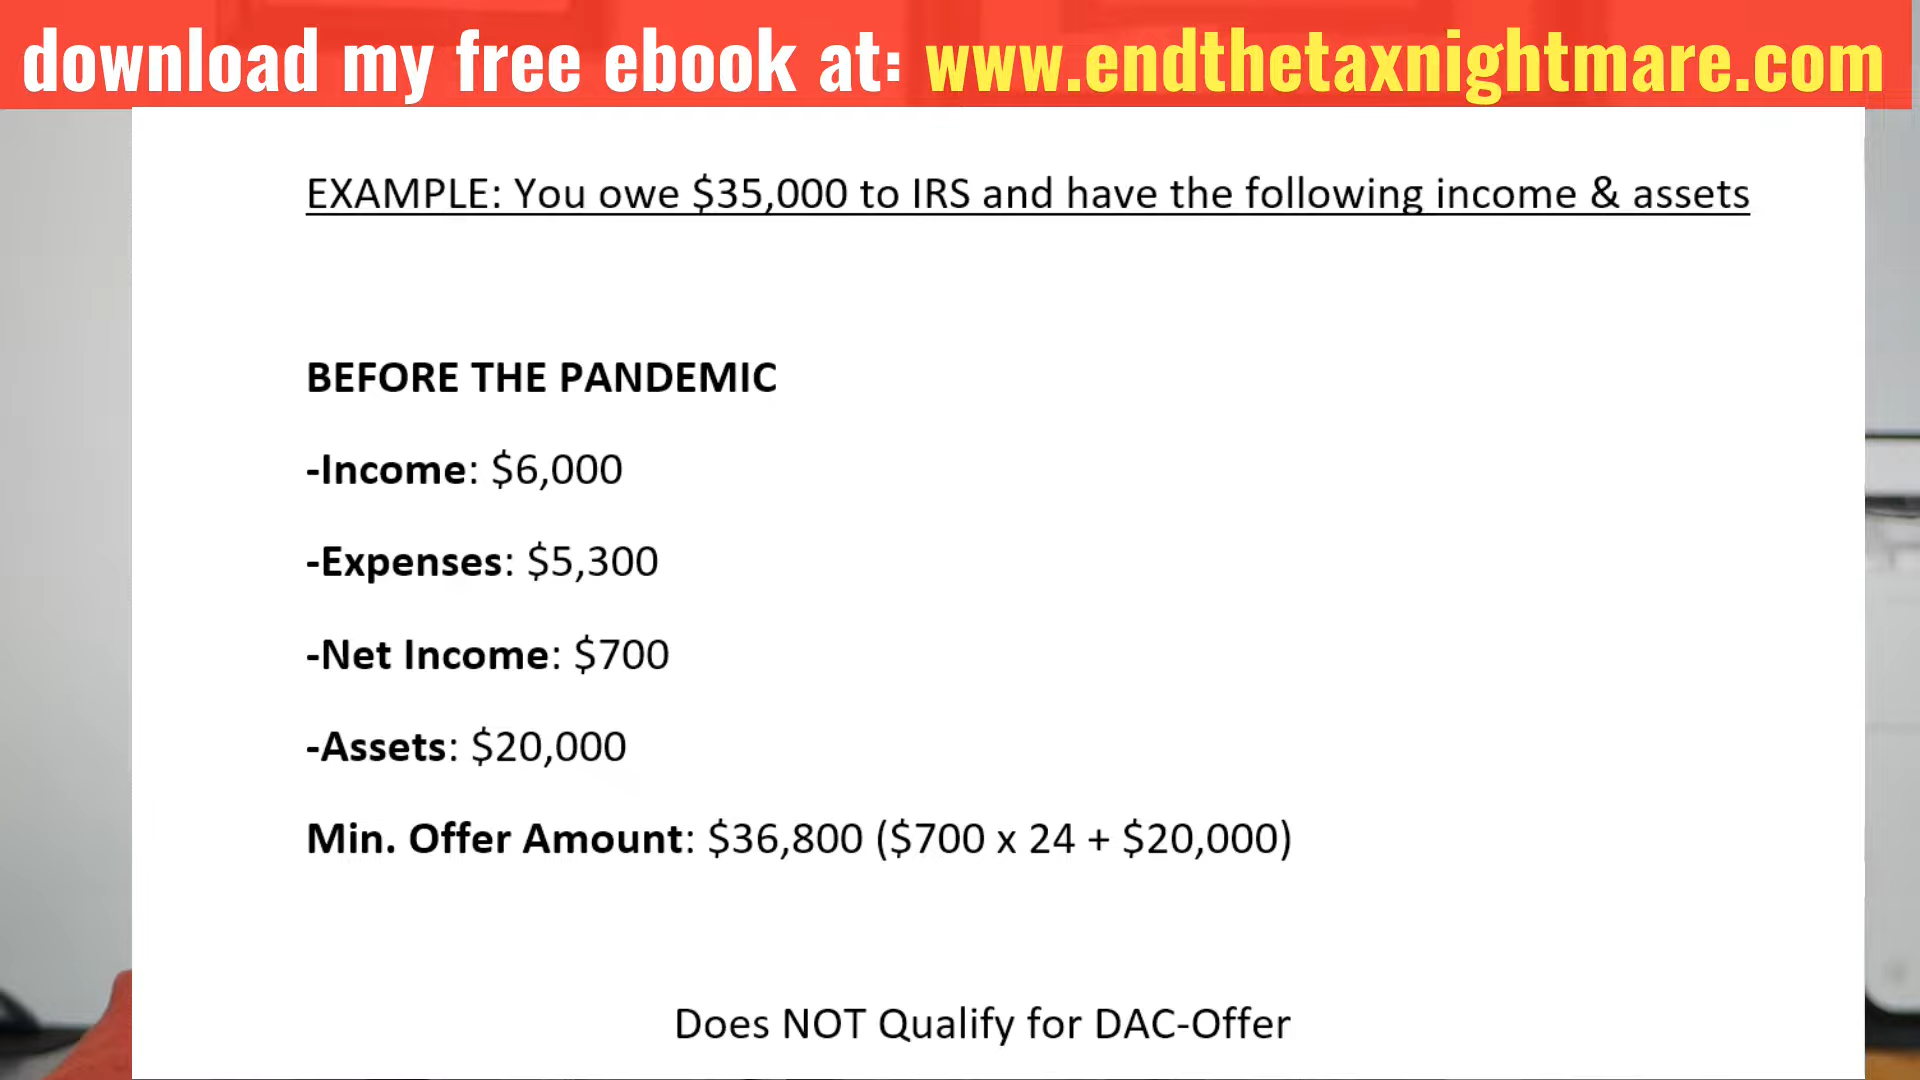 download my free ebook at: www.endthetaxnightmare.com
EXAMPLE: You owe $35,000 to IRS and have the following income & assets
BEFORE THE PANDEMIC
-Income: $6,000
-Expenses: $5,300
-Net Income: $700
-Assets: $20,000
Min. Offer Amount: $36,800 ($700 x 24 + $20,000)
Does NOT Qualify for DAC-Offer